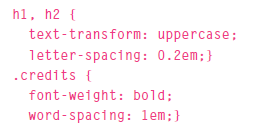 h1, h2 {
  text-transform: uppercase;
  letter-spacing: 0.2em;}
.credits {
  font-weight: bold;
  word-spacing: 1em;}